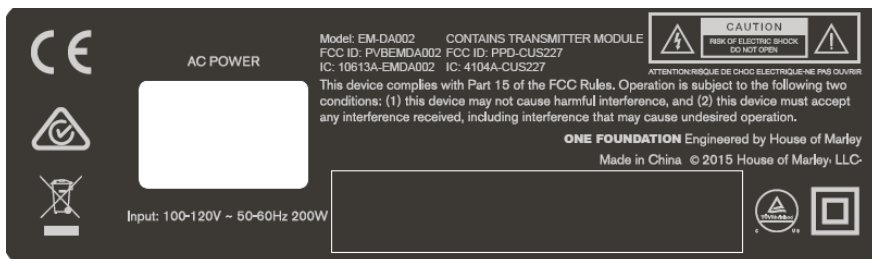 CE
AC POWER
Input: 100-120V ~ 50-60Hz 200W
Model: EM-DA002 CONTAINS TRANSMITTER MODULE
FCC ID: PVBEMDA002 FCC ID: PPD-CUS227
IC: 10613A-EMDA002 IC: 4104A-CUS227
CAUTION
RISK OF ELECTRIC SHOCK
DO NOT OPEN
ATTENTION:RISQUE DE CHOC ELECTRIQUE-NE PAS OUVRIR
This device complies with Part 15 of the FCC Rules. Operation is subject to the following two
conditions: (1) this device may not cause harmful interference, and (2) this device must accept
any interference received, including interference that may cause undesired operation.
ONE FOUNDATION Engineered by House of Marley
Made in China © 2015 House of Marley, LLC.
C US